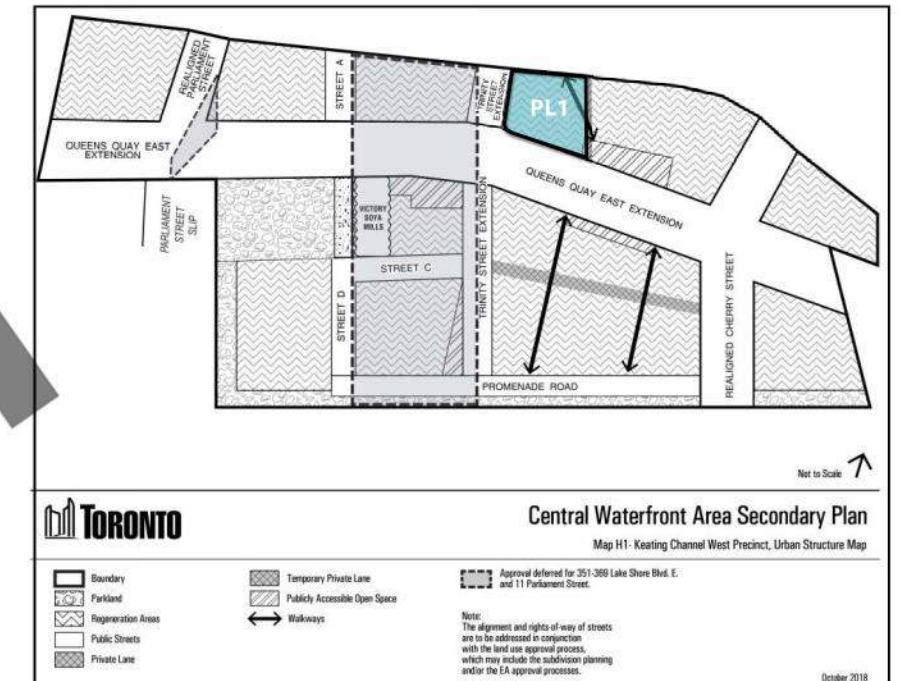 REALIGNED
PARLIAMENT
STREET
STREET A
TRINITY
STREET
EXTENSION
PL1
QUEENS QUAY EAST
EXTENSION
QUEENS QUAY EAST EXTENSION
PARLIAMENT
STREET
SLIP
VICTORY
SOYA
MILLS
STREET C
STREET D
TRINITY STREET EXTENSION
REALIGNED CHERRY STREET
PROMENADE ROAD
Not to Scale
TORONTO
Central Waterfront Area Secondary Plan
Map H1- Keating Channel West Precinct, Urban Structure Map
Boundary
Parkland
Regeneration Areas
Public Streets
Private Lane
Temporary Private Lane
Publicly Accessible Open Space
Walkways
Approval deferred for 351-369 Lake Shore Blvd. E.
and 11 Parliament Street.
Note:
The alignment and rights-of-way of streets
are to be addressed in conjunction
with the land use approval process,
which may include the subdivision planning
and/or the EA approval processes.
October 2018